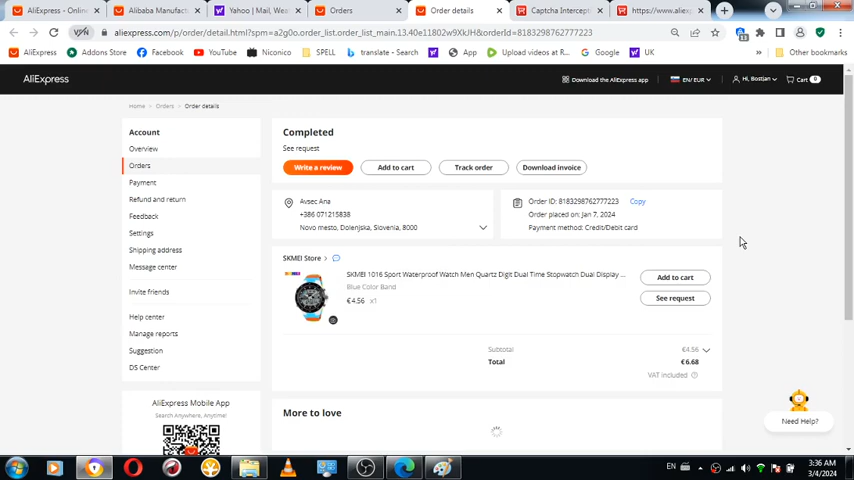 AliExpress - Online
Alibaba Manufact
Yahoo | Mail, Weat
Orders
Order details
Captcha Intercept
https://www.aliex
VPN
aliexpress.com/p/order/detail.html?spm=a2g0o.order_list.order_list_main.13.40e11802w9XkJH&orderId=8183298762777223
AliExpress
Addons Store
Facebook
YouTube
Niconico
SPELL
translate - Search
App
Upload videos at r...
Google
UK
»
Other bookmarks
AliExpress
Download the AliExpress app
EN/ EUR
Hi, Bostjan
Cart 0
Home > Orders > Order details
Account
Overview
Orders
Payment
Refund and return
Feedback
Settings
Shipping address
Message center
Invite friends
Help center
Manage reports
Suggestion
DS Center
AliExpress Mobile App
Search Anywhere, Anytime!
Completed
See request
Write a review
Add to cart
Track order
Download invoice
Avsec Ana
+386 071215838
Novo mesto, Dolenjska, Slovenia, 8000
Order ID: 8183298762777223 Copy
Order placed on: Jan 7, 2024
Payment method: Credit/Debit card
SKMEI Store >
SKMEI 1016 Sport Waterproof Watch Men Quartz Digit Dual Time Stopwatch Dual Display ...
Blue Color Band
€4.56 x1
Add to cart
See request
Subtotal €4.56
Total €6.68
VAT included
More to love
Need Help?
EN
3:36 AM
3/4/2024